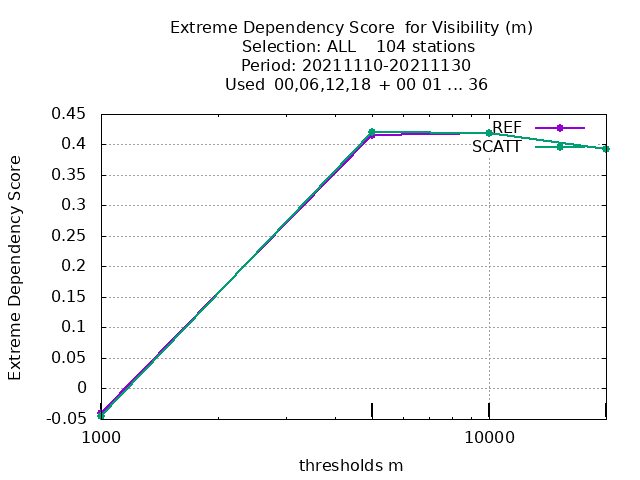 Extreme Dependency Score  for Visibility (m)
Selection: ALL    104 stations
Period: 20211110-20211130
Used  00,06,12,18  + 00 01 ... 36
0.45
0.4
0.35
0.3
0.25
0.2
0.15
0.1
0.05
0
-0.05
Extreme Dependency Score
REF
SCATT
1000
10000
thresholds m